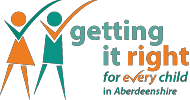 getting
it right
for every child
in Aberdeenshire